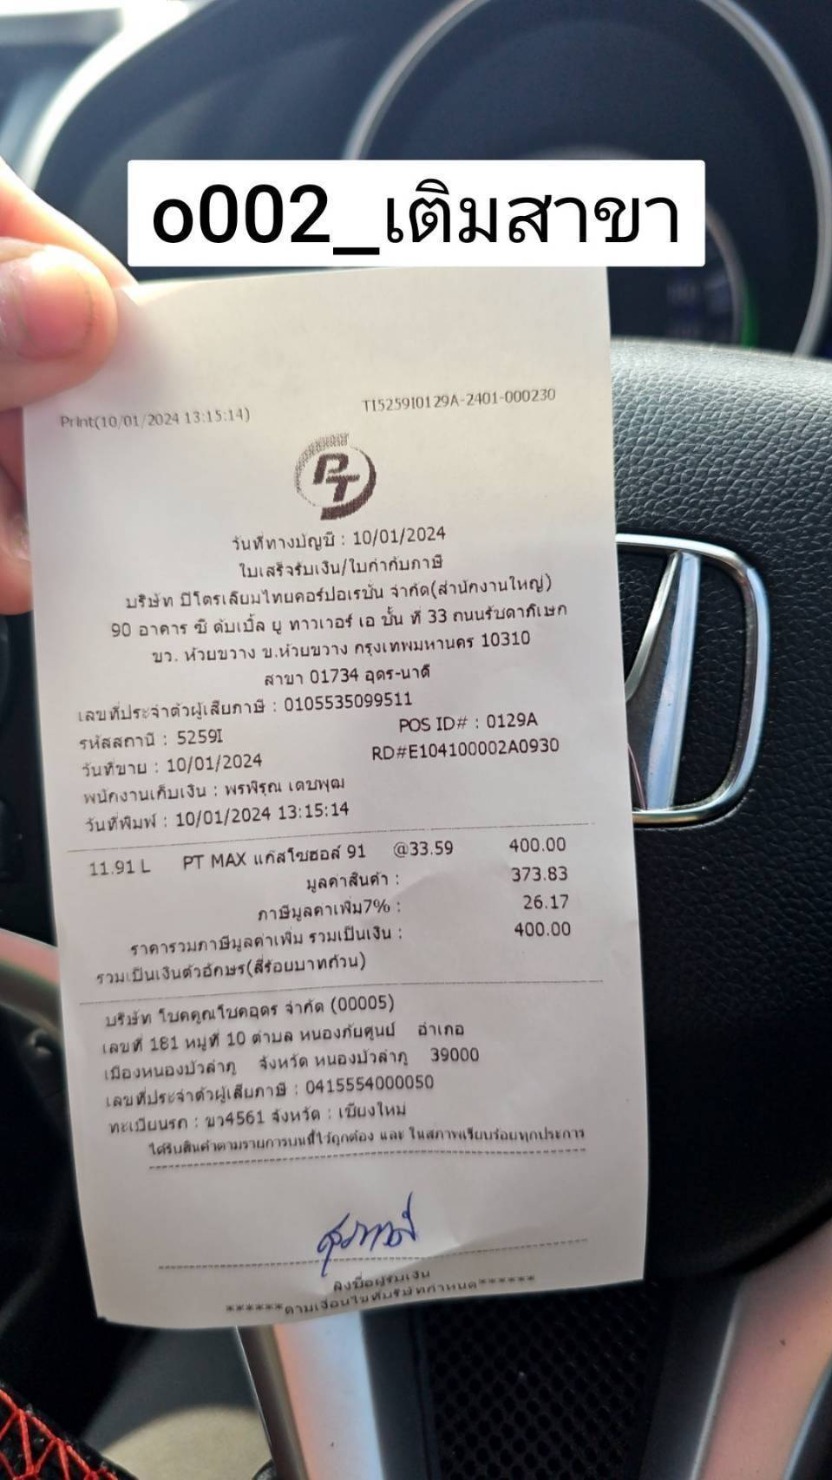 o002_เติมสาขา
Print(10/01/2024 13:15:14)
T1525910129A-2401-000230
PT
วันที่ทางบัญชี : 10/01/2024
ใบเสร็จรับเงิน/ใบกำกับภาษี
บริษัท ปิโตรเลียมไทยคอร์ปอเรชั่น จำกัด(สำนักงานใหญ่)
90 อาคาร ซี ดับเบิ้ล ยู ทาวเวอร์ เอ ชั้น ที่ 33 ถนนรัชดาภิเษก
ขว. ห้วยขวาง ข.ห้วยขวาง กรุงเทพมหานคร 10310
สาขา 01734 อุดร-นาดี
เลขที่ประจำตัวผู้เสียภาษี : 0105535099511
รหัสสถานี : 5259I
POS ID# : 0129A
วันที่ขาย : 10/01/2024
RD#E104100002A0930
พนักงานเก็บเงิน : พรพิรุณ เดชพุฒ
วันที่พิมพ์ : 10/01/2024 13:15:14
11.91 L PT MAX แก๊สโซฮอล์ 91 @33.59 400.00
มูลค่าสินค้า : 373.83
ภาษีมูลค่าเพิ่ม7% : 26.17
ราคารวมภาษีมูลค่าเพิ่ม รวมเป็นเงิน : 400.00
รวมเป็นเงินตัวอักษร(สี่ร้อยบาทถ้วน)
บริษัท โชคคูณโชคอุดร จำกัด (00005)
เลขที่ 181 หมู่ที่ 10 ตำบล หนองภัยศูนย์ อำเภอ
เมืองหนองบัวลำภู จังหวัด หนองบัวลำภู 39000
เลขที่ประจำตัวผู้เสียภาษี : 0415554000050
ทะเบียนรถ : ขว4561 จังหวัด : เชียงใหม่
ได้รับสินค้าตามรายการบนนี้ไว้ถูกต้อง และ ในสภาพเรียบร้อยทุกประการ
ลงชื่อผู้รับเงิน
******ตามเงื่อนไขที่บริษัทกำหนด******